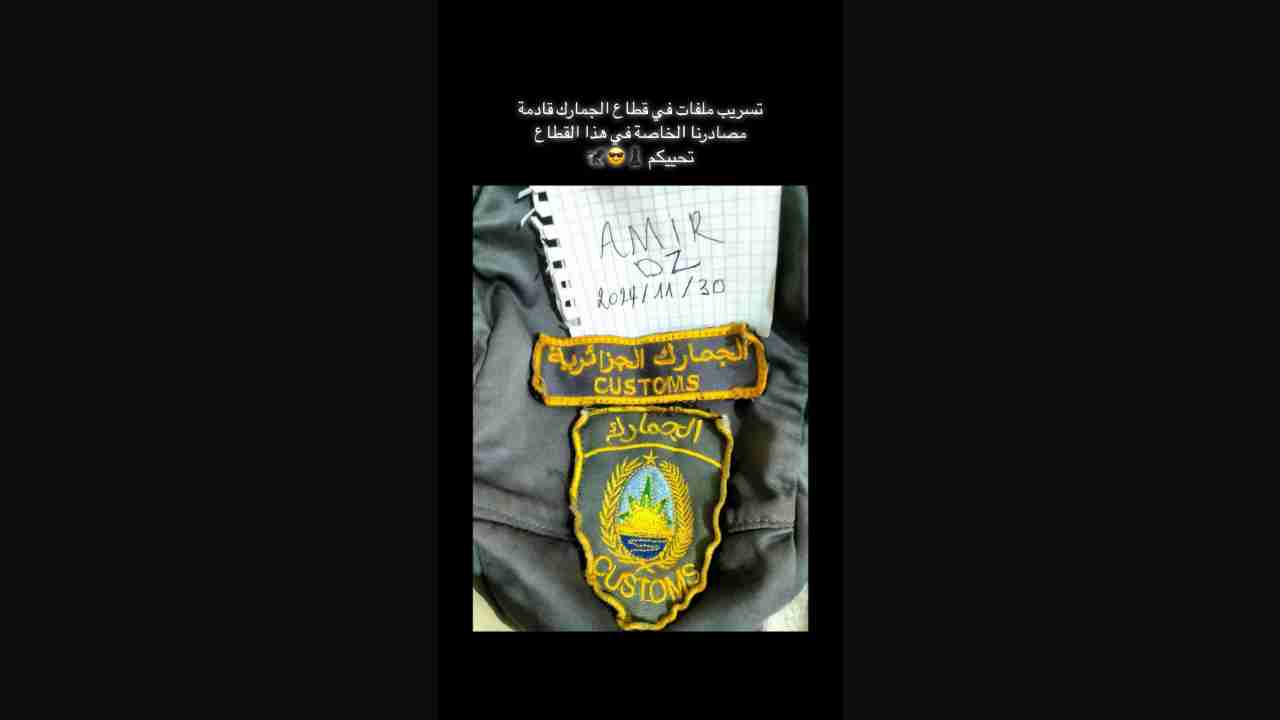 تسريب ملفات في قطاع الجمارك قادمة
مصادرنا الخاصة في هذا القطاع
تحييكم
AMIR
DZ
2024/11/30
الجمارك الجزائرية
CUSTOMS
الجمارك
CUSTOMS